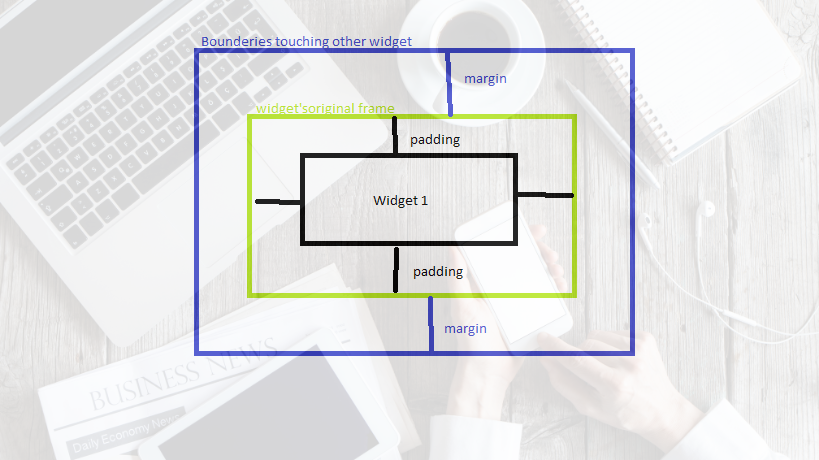 Bounderies touching other widget
margin
widget'soriginal frame
padding
Widget 1
padding
margin
BUSINESS NEWS
Daily Economy News